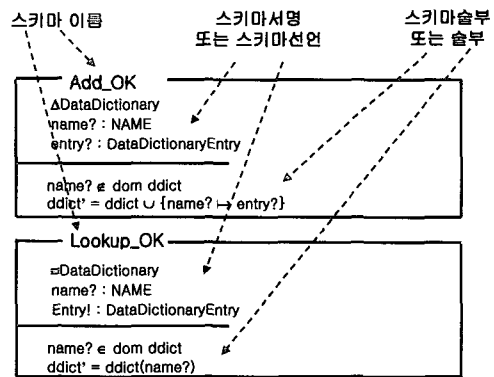 스키마 이름 스키마서명 스키마술부
또는 스키마선언 또는 술부
Add_OK
ΔDataDictionary
name? : NAME
entry? : DataDictionaryEntry
name? ∉ dom ddict
ddict' = ddict ∪ {name? ↦ entry?}
Lookup_OK
ΞDataDictionary
name? : NAME
Entry! : DataDictionaryEntry
name? ∈ dom ddict
ddict' = ddict(name?)